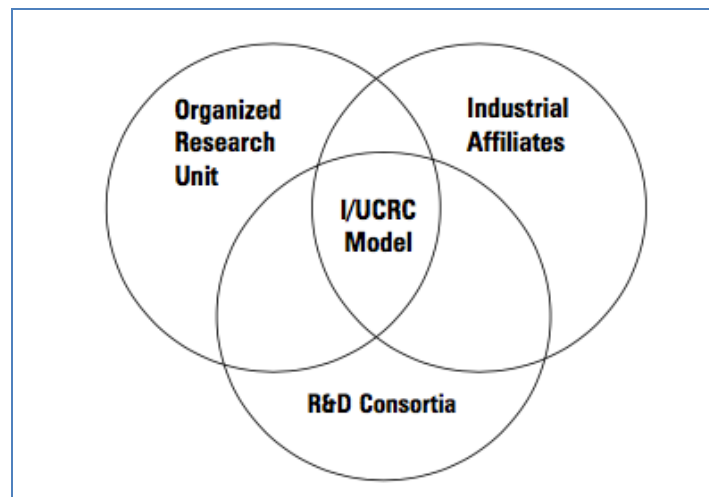 Organized
Research
Unit
Industrial
Affiliates
I/UCRC
Model
R&D Consortia